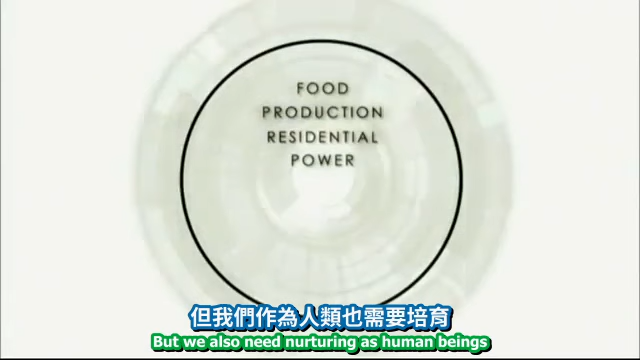 FOOD
PRODUCTION
RESIDENTIAL
POWER
但我們作為人類也需要培育
But we also need nurturing as human beings